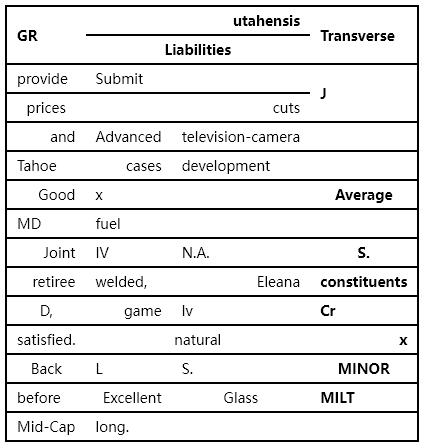 GR utahensis Transverse
Liabilities
provide Submit J
prices cuts
and Advanced television-camera
Tahoe cases development
Good x Average
MD fuel
Joint IV N.A. S.
retiree welded, Eleana constituents
D, game Iv Cr
satisfied. natural x
Back L S. MINOR
before Excellent Glass MILT
Mid-Cap long.